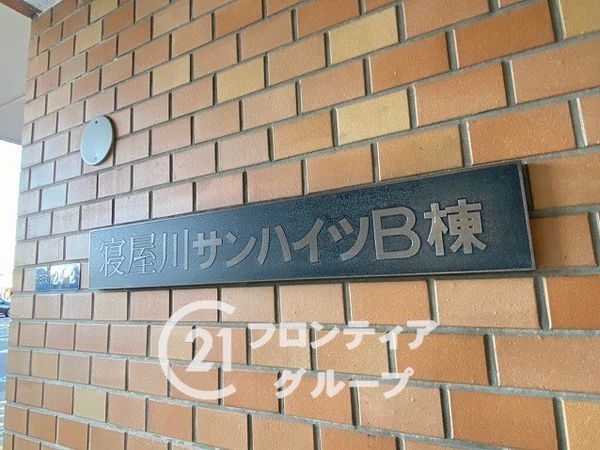 寝屋川サンハイツB棟
C21 フロンティア
グループ